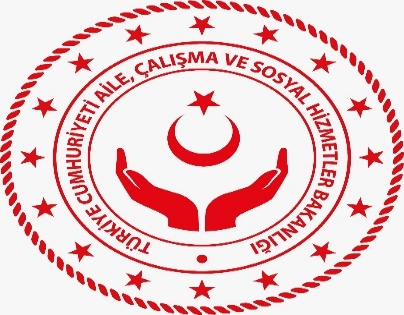 TÜRKİYE CUMHURİYETİ AİLE, ÇALIŞMA VE SOSYAL HİZMETLER BAKANLIĞI